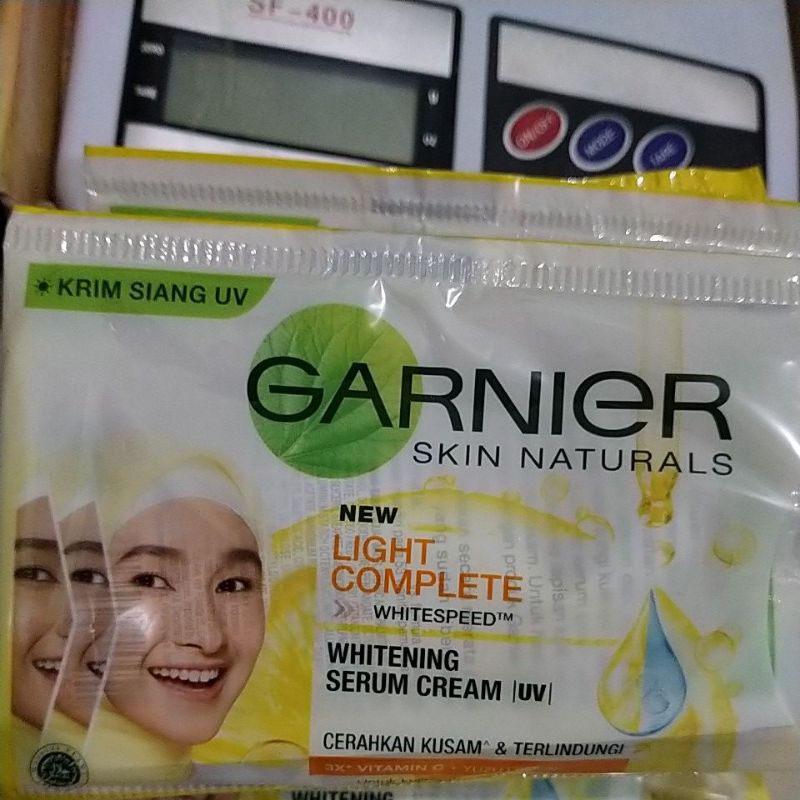 SF-400
ON/OFF
MODE
TARE
KRIM SIANG UV
GARNIER
SKIN NATURALS
NEW
LIGHT
COMPLETE
WHITESPEED™
WHITENING
SERUM CREAM |UV|
CERAHKAN KUSAM^ & TERLINDUNGI
3X* VITAMIN C
WHITENING